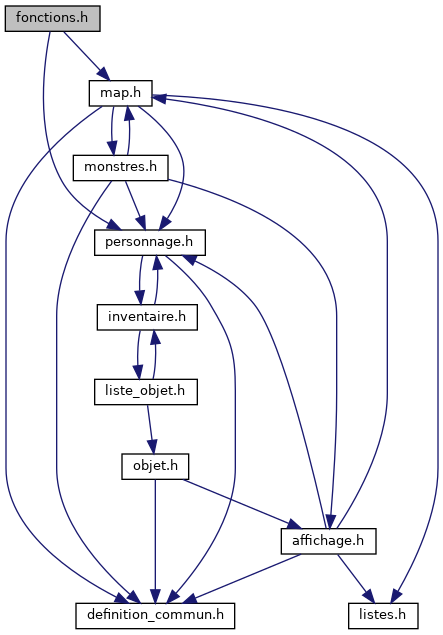 fonctions.h
map.h
monstres.h
personnage.h
inventaire.h
liste_objet.h
objet.h
affichage.h
definition_commun.h
listes.h